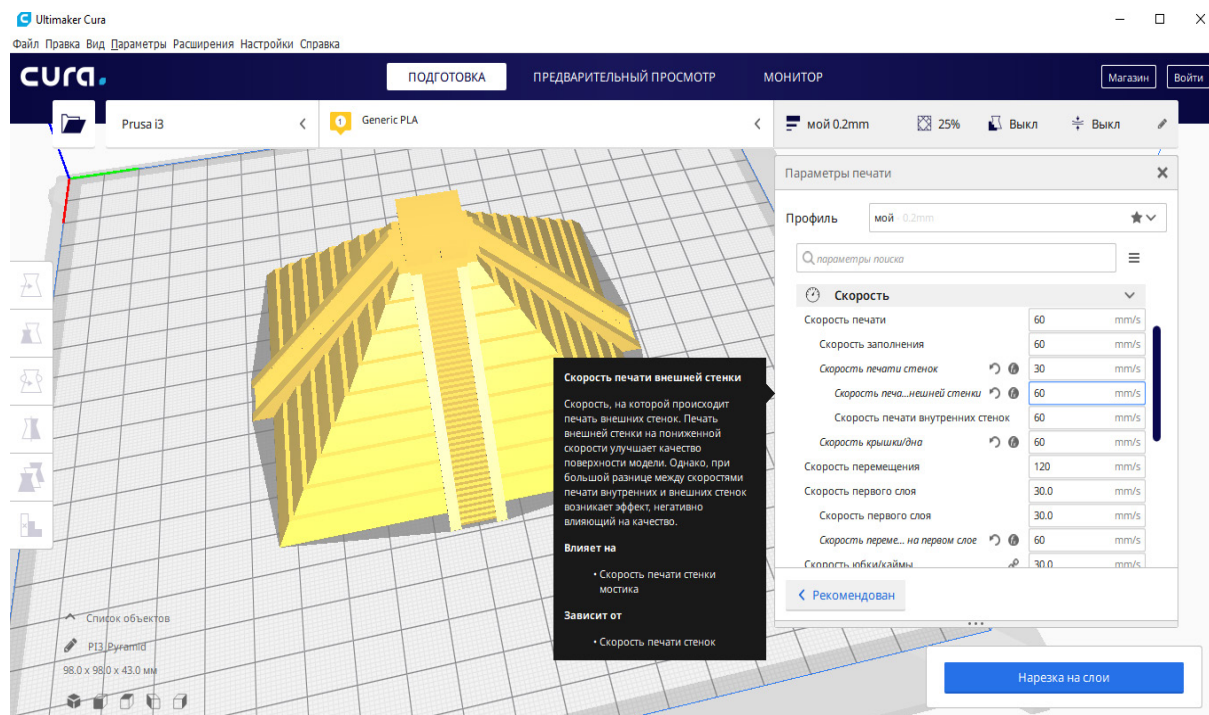 Ultimaker Cura
Файл Правка Вид Параметры Расширения Настройки Справка
cura.
ПОДГОТОВКА
ПРЕДВАРИТЕЛЬНЫЙ ПРОСМОТР
МОНИТОР
Магазин
Войти
Prusa i3
1
Generic PLA
мой 0.2mm
25%
Выкл
Выкл
Параметры печати
Профиль
мой - 0.2mm
параметры поиска
Скорость
Скорость печати 60 mm/s
Скорость заполнения 60 mm/s
Скорость печати стенок 30 mm/s
Скорость печа...нешней стенки 60 mm/s
Скорость печати внутренних стенок 60 mm/s
Скорость крышки/дна 60 mm/s
Скорость перемещения 120 mm/s
Скорость первого слоя 30.0 mm/s
Скорость первого слоя 30.0 mm/s
Скорость переме... на первом слое 60 mm/s
Скорость юбки/каймы 30.0 mm/s
Рекомендован
Скорость печати внешней стенки
Скорость, на которой происходит
печать внешних стенок. Печать
внешней стенки на пониженной
скорости улучшает качество
поверхности модели. Однако, при
большой разнице между скоростями
печати внутренних и внешних стенок
возникает эффект, негативно
влияющий на качество.
Влияет на
• Скорость печати стенки
мостика
Зависит от
• Скорость печати стенок
Список объектов
PI3_Pyramid
98.0 x 98.0 x 43.0 мм
Нарезка на слои